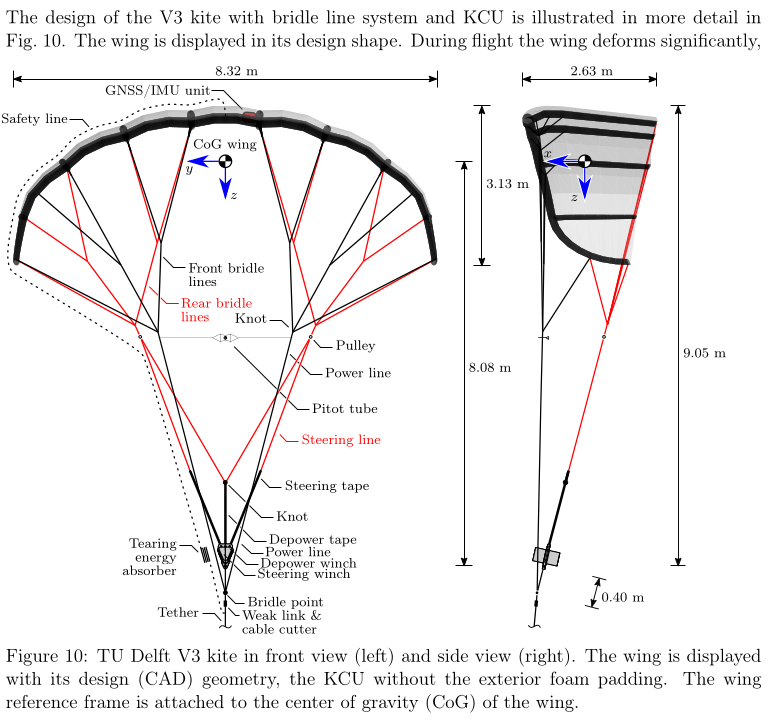 The design of the V3 kite with bridle line system and KCU is illustrated in more detail in
Fig. 10. The wing is displayed in its design shape. During flight the wing deforms significantly,
8.32 m
2.63 m
GNSS/IMU unit
Safety line
CoG wing
y
z
x
z
3.13 m
Front bridle
lines
Rear bridle
lines
Knot
Pulley
Power line
8.08 m
9.05 m
Pitot tube
Steering line
Steering tape
Knot
Depower tape
Power line
Depower winch
Steering winch
Tearing
energy
absorber
Bridle point
Weak link &
cable cutter
Tether
0.40 m
Figure 10: TU Delft V3 kite in front view (left) and side view (right). The wing is displayed
with its design (CAD) geometry, the KCU without the exterior foam padding. The wing
reference frame is attached to the center of gravity (CoG) of the wing.